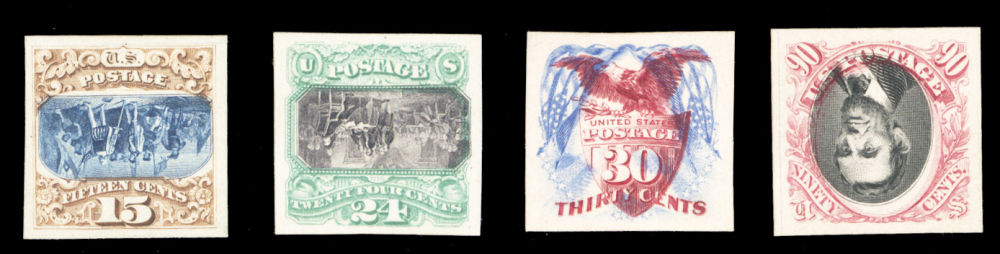 U.S.
POSTAGE
FIFTEEN CENTS
15
U POSTAGE S
TWENTY FOUR CENTS
24
UNITED STATES
POSTAGE
30
THIRTY CENTS
90 90
U.S. POSTAGE
NINETY CENTS
U S